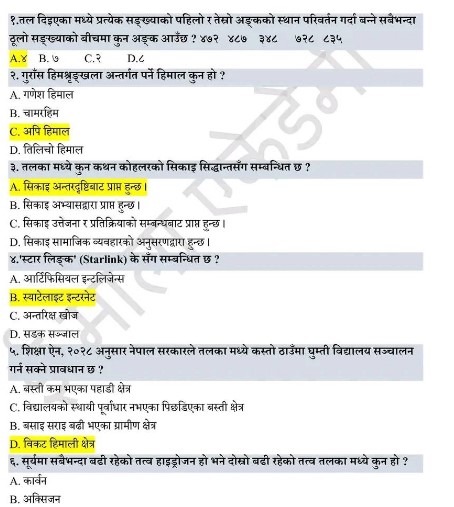 १.तल दिइएका मध्ये प्रत्येक सङ्ख्याको पहिलो र तेस्रो अङ्कको स्थान परिवर्तन गर्दा बन्ने सबैभन्दा
ठूलो सङ्ख्याको बीचमा कुन अङ्क आउँछ ? ४७२ ४८७ ३४८ ७२८ ८३५
A.४ B. ७ C.२ D.८
२. गुराँस हिमश्रृङ्खला अन्तर्गत पर्ने हिमाल कुन हो ?
A. गणेश हिमाल
B. चामरहिम
C. अपि हिमाल
D. तिलिचो हिमाल
३. तलका मध्ये कुन कथन कोहलरको सिकाइ सिद्धान्तसँग सम्बन्धित छ ?
A. सिकाइ अन्तरदृष्टिबाट प्राप्त हुन्छ।
B. सिकाइ अभ्यासद्वारा प्राप्त हुन्छ।
C. सिकाइ उत्तेजना र प्रतिक्रियाको सम्बन्धबाट प्राप्त हुन्छ।
D. सिकाइ सामाजिक व्यवहारको अनुसरणद्वारा हुन्छ।
४.'स्टार लिङ्क' (Starlink) के सँग सम्बन्धित छ ?
A. आर्टिफिसियल इन्टलिजेन्स
B. स्याटेलाइट इन्टरनेट
C. अन्तरिक्ष खोज
D. सडक सञ्जाल
५. शिक्षा ऐन, २०२८ अनुसार नेपाल सरकारले तलका मध्ये कस्तो ठाउँमा घुम्ती विद्यालय सञ्चालन
गर्न सक्ने प्रावधान छ ?
A. बस्ती कम भएका पहाडी क्षेत्र
C. विद्यालयको स्थायी पूर्वाधार नभएका पिछडिएका बस्ती क्षेत्र
B. बसाइ सराइ बढी भएका ग्रामीण क्षेत्र
D. विकट हिमाली क्षेत्र
६. सूर्यमा सबैभन्दा बढी रहेको तत्व हाइड्रोजन हो भने दोस्रो बढी रहेको तत्व तलका मध्ये कुन हो ?
A. कार्वन
B. अक्सिजन